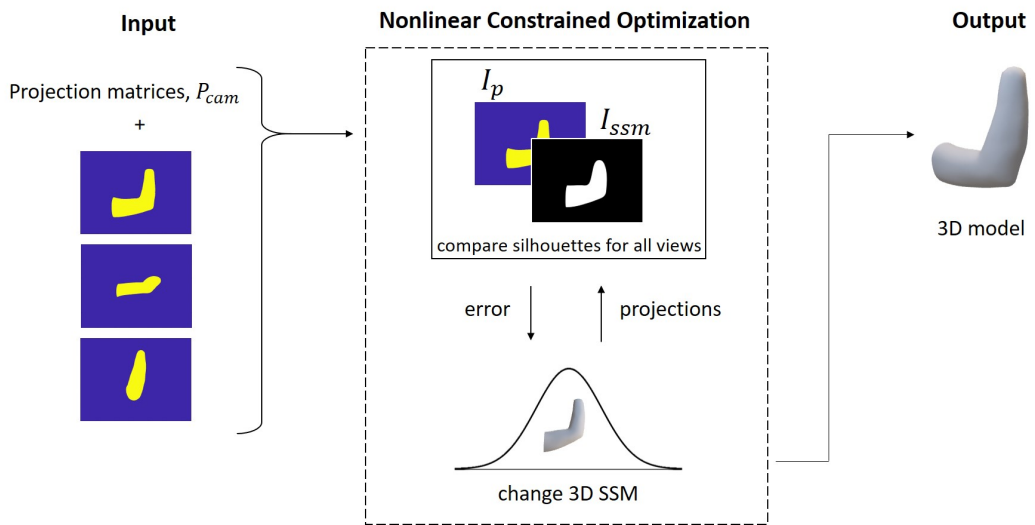 Input
Projection matrices, P_cam
+
Nonlinear Constrained Optimization
I_p
I_ssm
compare silhouettes for all views
error
projections
change 3D SSM
Output
3D model